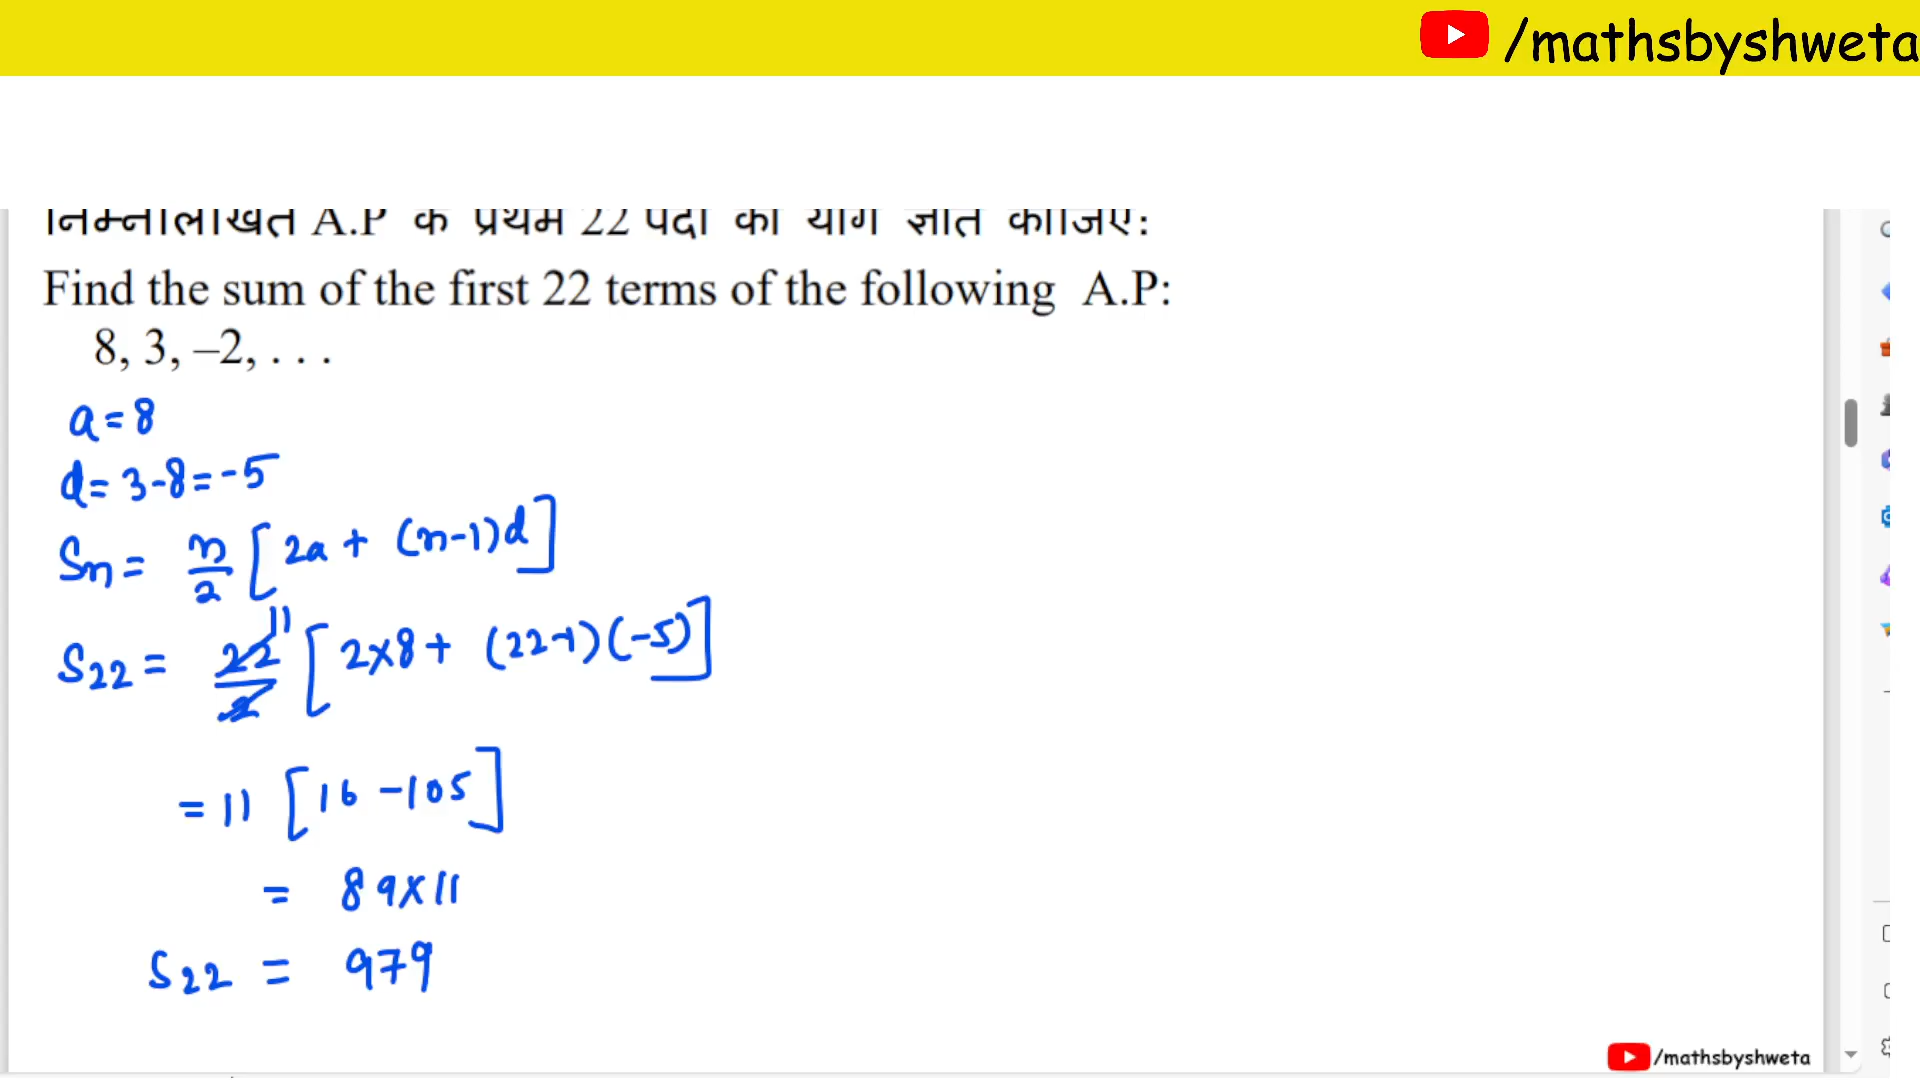 /mathsbyshweta
निम्नलिखित A.P के प्रथम 22 पदों का योग ज्ञात कीजिए:
Find the sum of the first 22 terms of the following A.P:
8, 3, –2, . . .
a = 8
d = 3-8 = -5
Sn = n/2 [2a + (n-1)d]
S22 = 22/2 11 [2x8 + (22-1)(-5)]
= 11 [16 - 105]
= 89 x 11
S22 = 979
/mathsbyshweta